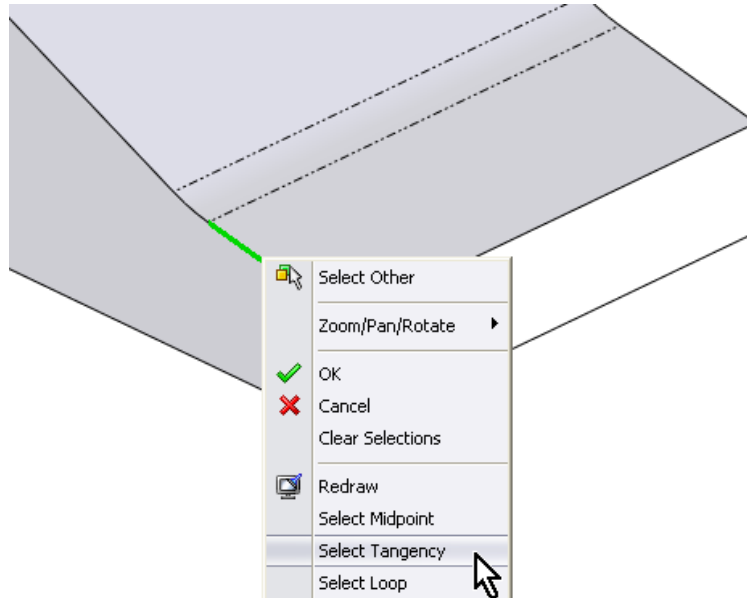 Select Other
Zoom/Pan/Rotate
OK
Cancel
Clear Selections
Redraw
Select Midpoint
Select Tangency
Select Loop